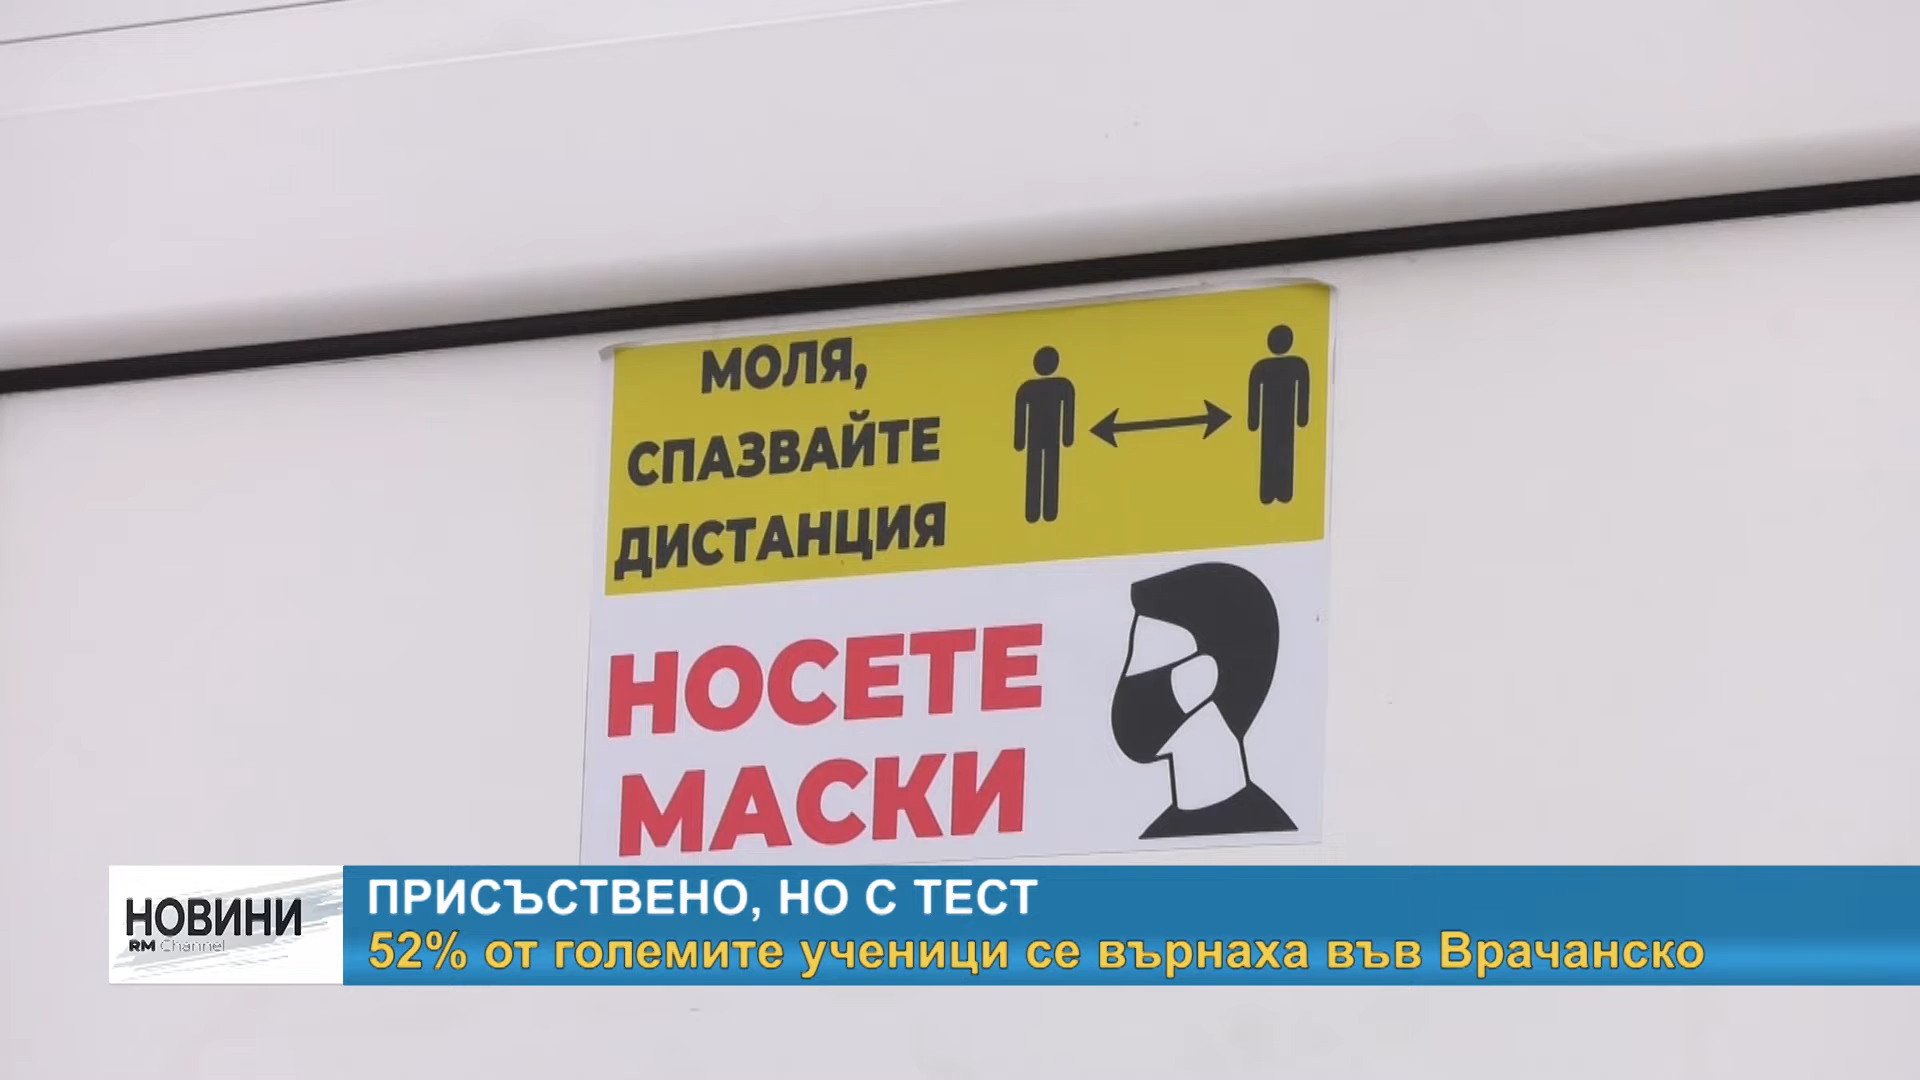 МОЛЯ,
СПАЗВАЙТЕ
ДИСТАНЦИЯ
НОСЕТЕ
МАСКИ
НОВИНИ
RM Channel
ПРИСЪСТВЕНО, НО С ТЕСТ
52% от големите ученици се върнаха във Врачанско